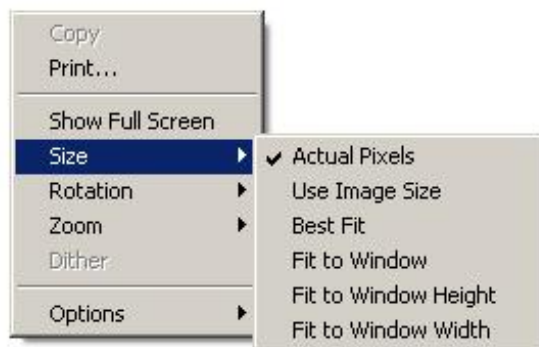 Copy
Print...
Show Full Screen
Size
Rotation
Zoom
Dither
Options
Actual Pixels
Use Image Size
Best Fit
Fit to Window
Fit to Window Height
Fit to Window Width